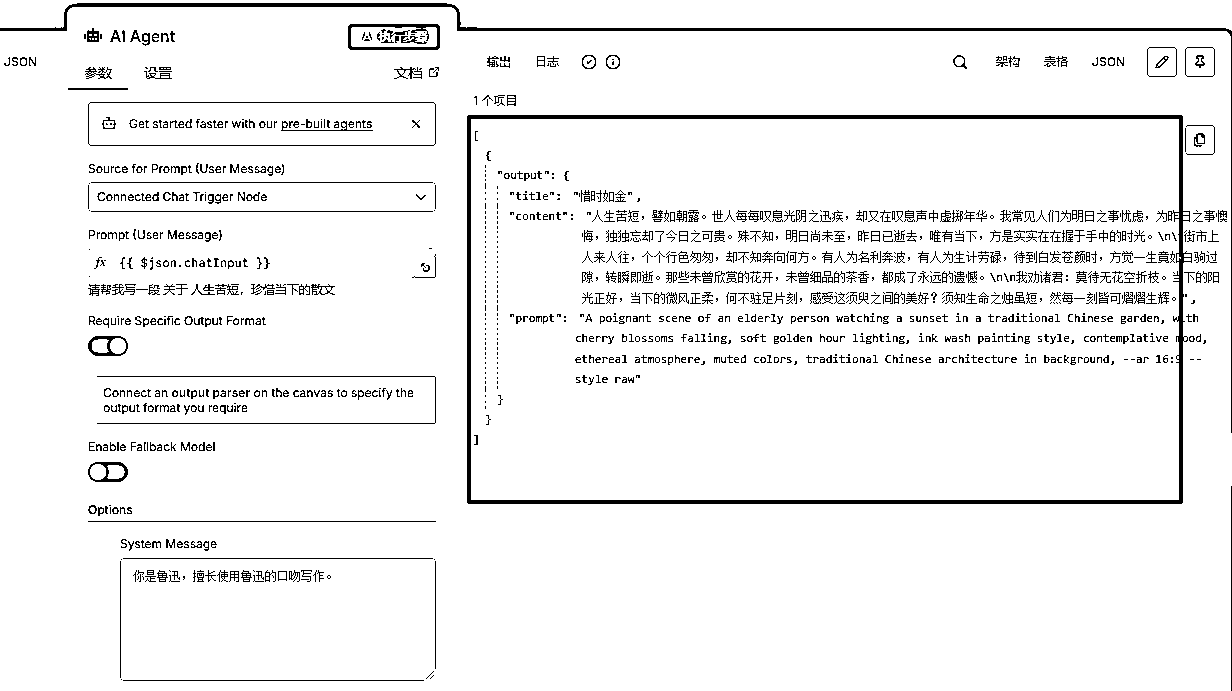 JSON
AI Agent
执行步骤
参数
设置
文档
Get started faster with our pre-built agents
Source for Prompt (User Message)
Connected Chat Trigger Node
Prompt (User Message)
fx {{ $json.chatInput }}
请帮我写一段 关于 人生苦短，珍惜当下的散文
Require Specific Output Format
Connect an output parser on the canvas to specify the
output format you require
Enable Fallback Model
Options
System Message
你是鲁迅，擅长使用鲁迅的口吻写作。
输出
日志
架构
表格
JSON
1 个项目
[
{
"output": {
"title": "惜时如金",
"content": "人生苦短，譬如朝露。世人每每叹息光阴之迅疾，却又在叹息声中虚掷年华。我常见人们为明日之事忧虑，为昨日之事懊
悔，独独忘却了今日之可贵。殊不知，明日尚未至，昨日已逝去，唯有当下，方是实实在在握于手中的时光。\n\n街市上
人来人往，个个行色匆匆，却不知奔向何方。有人为名利奔波，有人为生计劳碌，待到白发苍颜时，方觉一生竟如白驹过
隙，转瞬即逝。那些未曾欣赏的花开，未曾细品的茶香，都成了永远的遗憾。\n\n我劝诸君：莫待无花空折枝。当下的阳
光正好，当下的微风正柔，何不驻足片刻，感受这须臾之间的美好？须知生命之烛虽短，然每一刻皆可熠熠生辉。",
"prompt": "A poignant scene of an elderly person watching a sunset in a traditional Chinese garden, with
cherry blossoms falling, soft golden hour lighting, ink wash painting style, contemplative mood,
ethereal atmosphere, muted colors, traditional Chinese architecture in background, --ar 16:9 --
style raw"
}
}
]